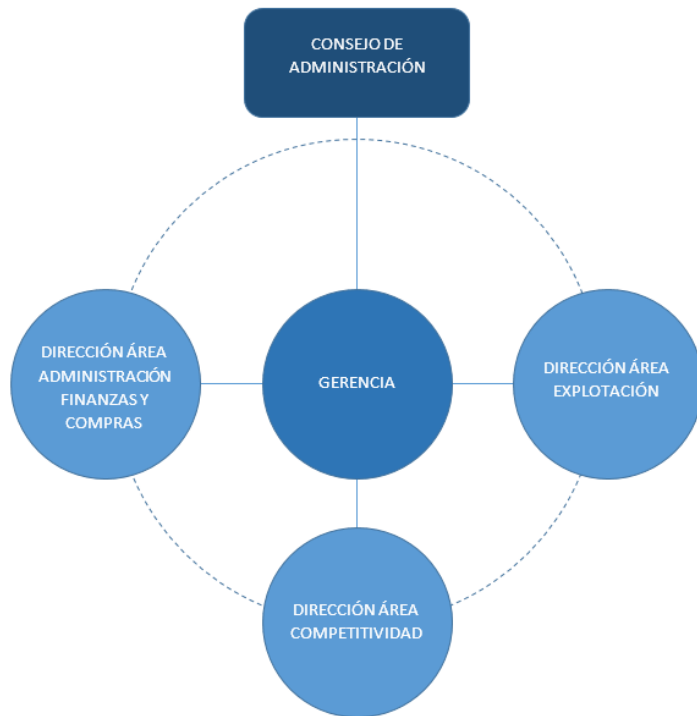 CONSEJO DE
ADMINISTRACIÓN
DIRECCIÓN ÁREA
ADMINISTRACIÓN
FINANZAS Y
COMPRAS
GERENCIA
DIRECCIÓN ÁREA
EXPLOTACIÓN
DIRECCIÓN ÁREA
COMPETITIVIDAD